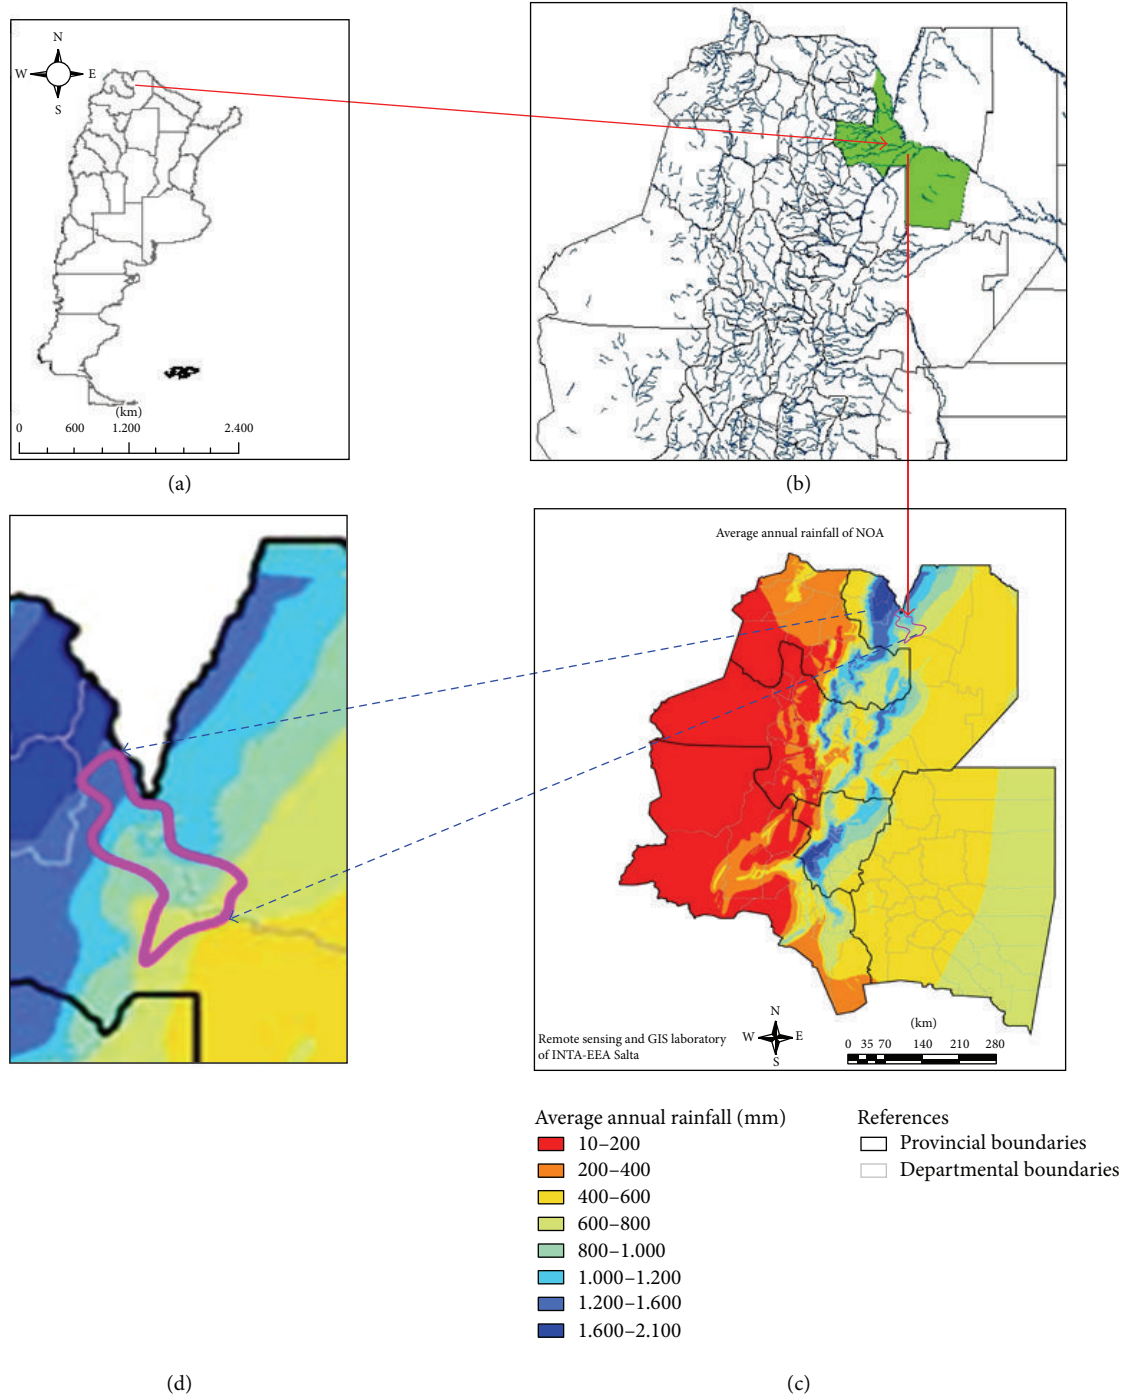 N
W E
S
(km)
0 600 1.200 2.400
(a)
(b)
Average annual rainfall of NOA
Remote sensing and GIS laboratory
of INTA-EEA Salta
N
W E
S
(km)
0 35 70 140 210 280
Average annual rainfall (mm)
10–200
200–400
400–600
600–800
800–1.000
1.000–1.200
1.200–1.600
1.600–2.100
References
Provincial boundaries
Departmental boundaries
(d)
(c)